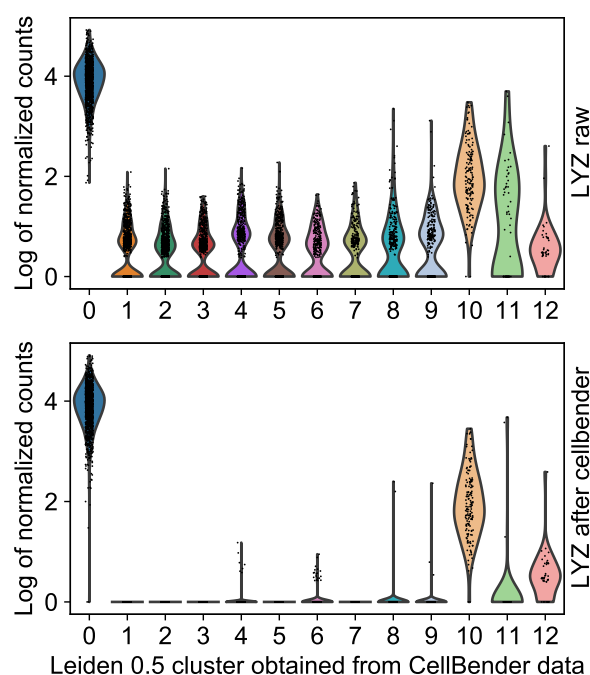 Log of normalized counts
4
2
0
LYZ raw
0 1 2 3 4 5 6 7 8 9 10 11 12
Log of normalized counts
4
2
0
LYZ after cellbender
0 1 2 3 4 5 6 7 8 9 10 11 12
Leiden 0.5 cluster obtained from CellBender data